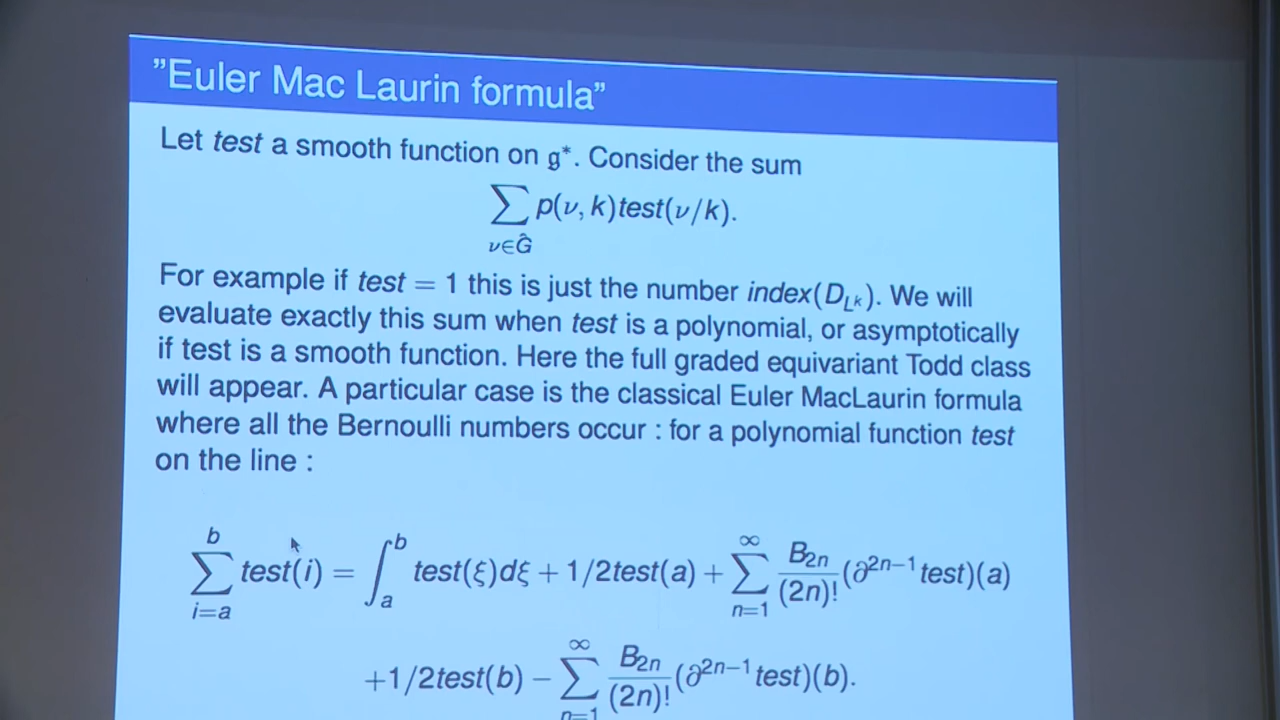 "Euler Mac Laurin formula"
Let test a smooth function on g*. Consider the sum
∑_{ν∈Ĝ} p(ν, k)test(ν/k).
For example if test = 1 this is just the number index(D_{L^k}). We will
evaluate exactly this sum when test is a polynomial, or asymptotically
if test is a smooth function. Here the full graded equivariant Todd class
will appear. A particular case is the classical Euler MacLaurin formula
where all the Bernoulli numbers occur : for a polynomial function test
on the line :
∑_{i=a}^{b} test(i) = ∫_a^b test(ξ)dξ + 1/2test(a) + ∑_{n=1}^{∞} B_{2n}/(2n)! (∂^{2n−1} test)(a)
+1/2test(b) − ∑_{n=1}^{∞} B_{2n}/(2n)! (∂^{2n−1} test)(b).